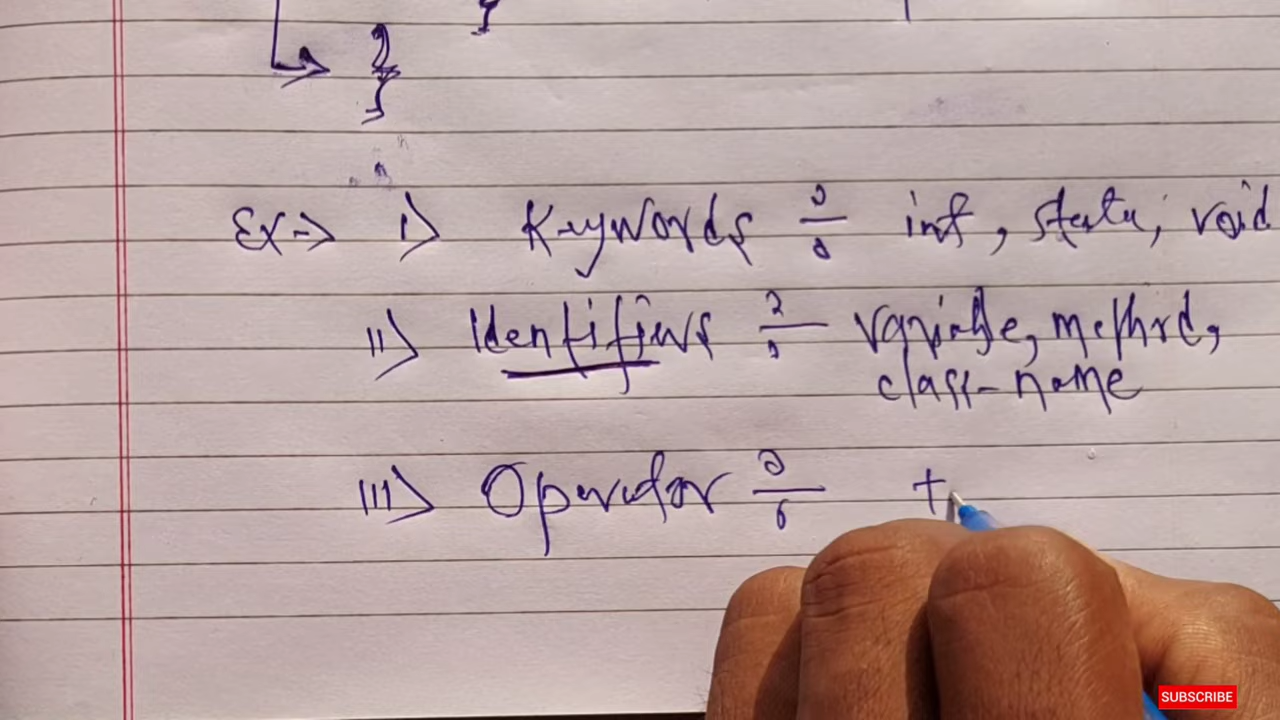 }
}
Ex → i) Keywords ÷ int, static, void
ii) Identifiers ÷ variable, method,
class-name
iii) Operator ÷ +
SUBSCRIBE